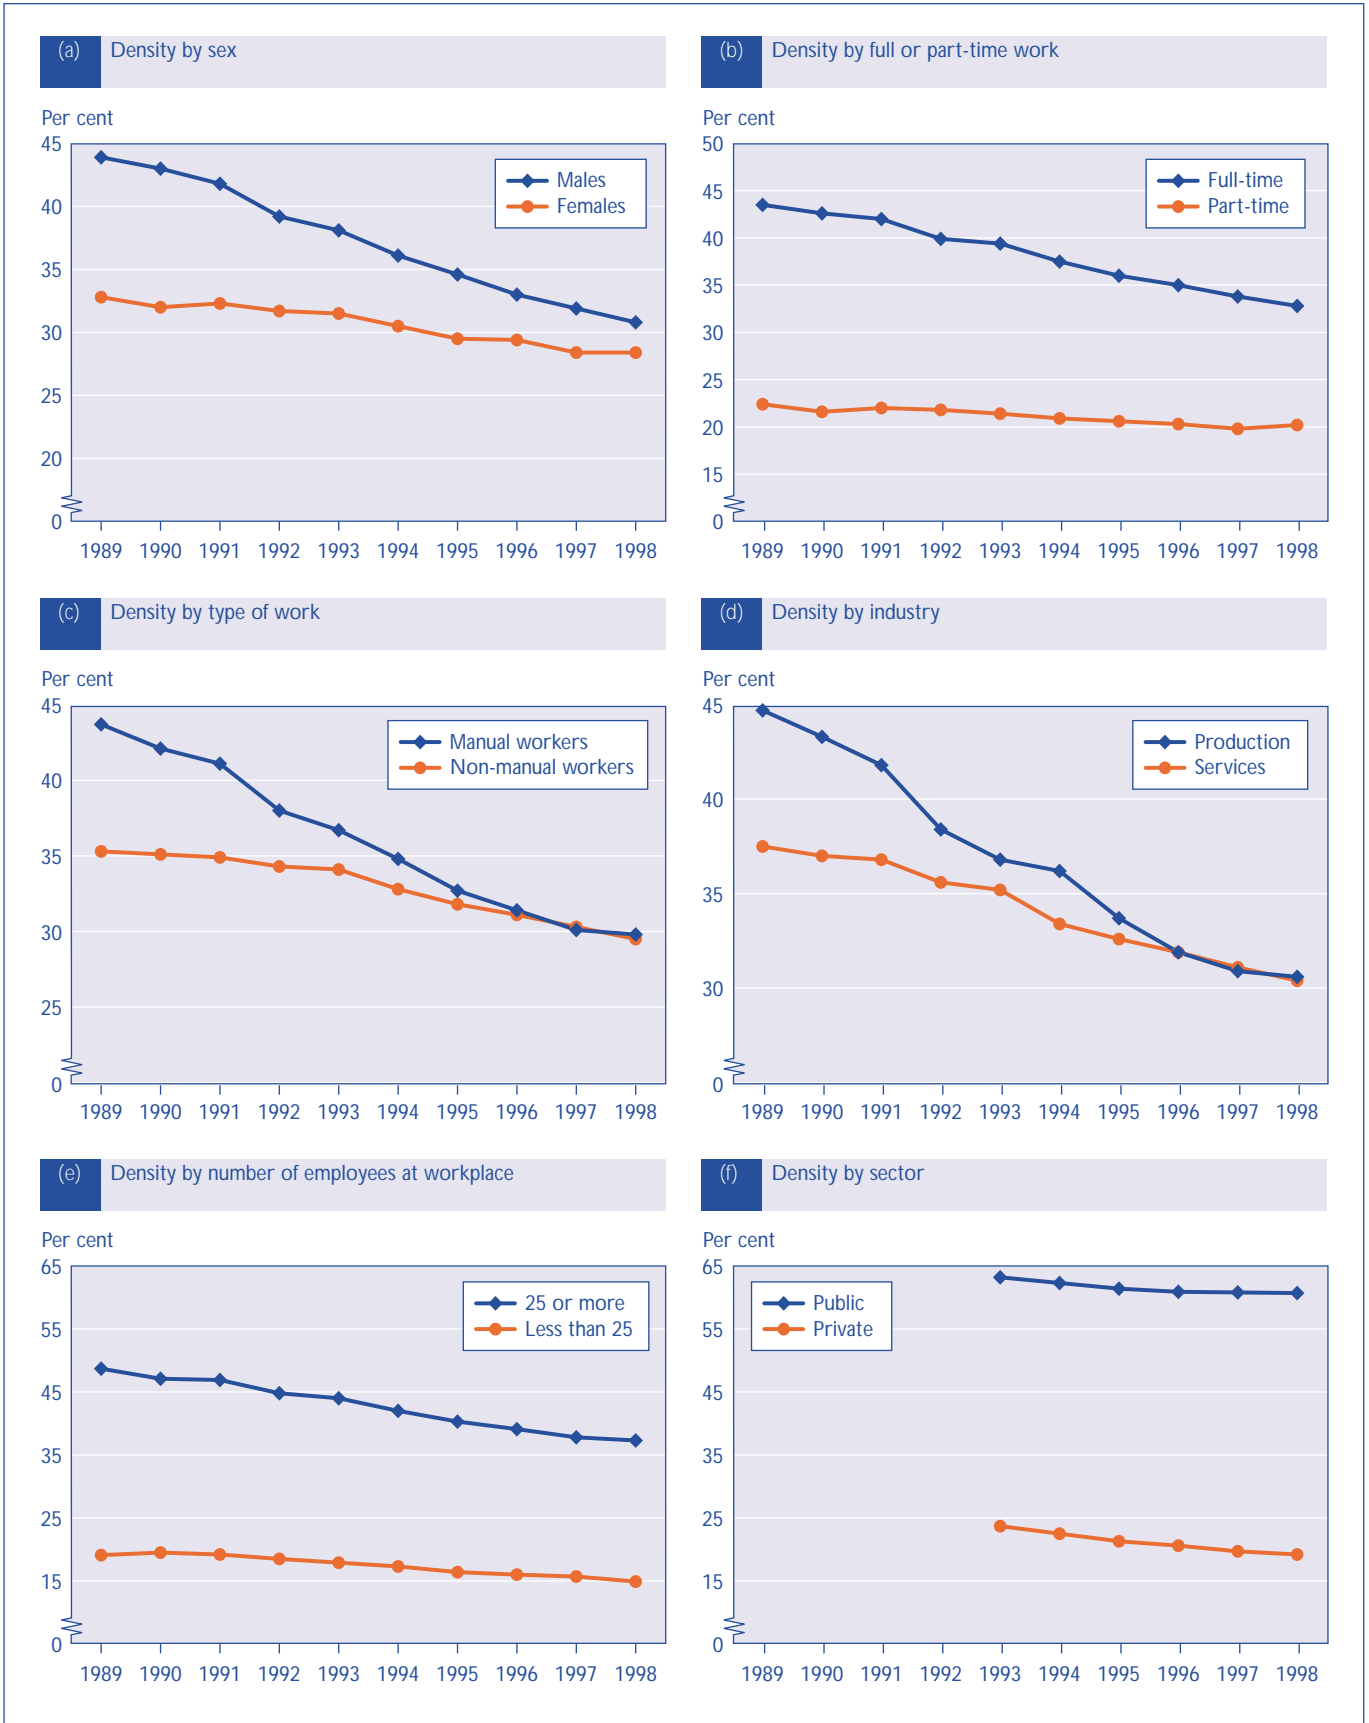 (a) Density by sex
Per cent
45
40
35
30
25
20
0
Males
Females
1989 1990 1991 1992 1993 1994 1995 1996 1997 1998
(b) Density by full or part-time work
Per cent
50
45
40
35
30
25
20
15
0
Full-time
Part-time
1989 1990 1991 1992 1993 1994 1995 1996 1997 1998
(c) Density by type of work
Per cent
45
40
35
30
25
0
Manual workers
Non-manual workers
1989 1990 1991 1992 1993 1994 1995 1996 1997 1998
(d) Density by industry
Per cent
45
40
35
30
0
Production
Services
1989 1990 1991 1992 1993 1994 1995 1996 1997 1998
(e) Density by number of employees at workplace
Per cent
65
55
45
35
25
15
0
25 or more
Less than 25
1989 1990 1991 1992 1993 1994 1995 1996 1997 1998
(f) Density by sector
Per cent
65
55
45
35
25
15
0
Public
Private
1989 1990 1991 1992 1993 1994 1995 1996 1997 1998